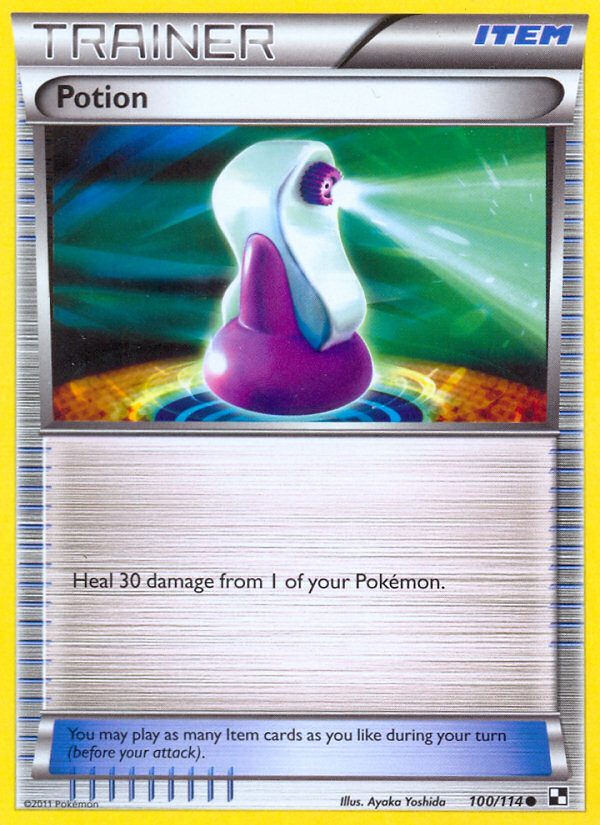 TRAINER
ITEM
Potion
Heal 30 damage from 1 of your Pokémon.
You may play as many Item cards as you like during your turn
(before your attack).
©2011 Pokémon
Illus. Ayaka Yoshida
100/114